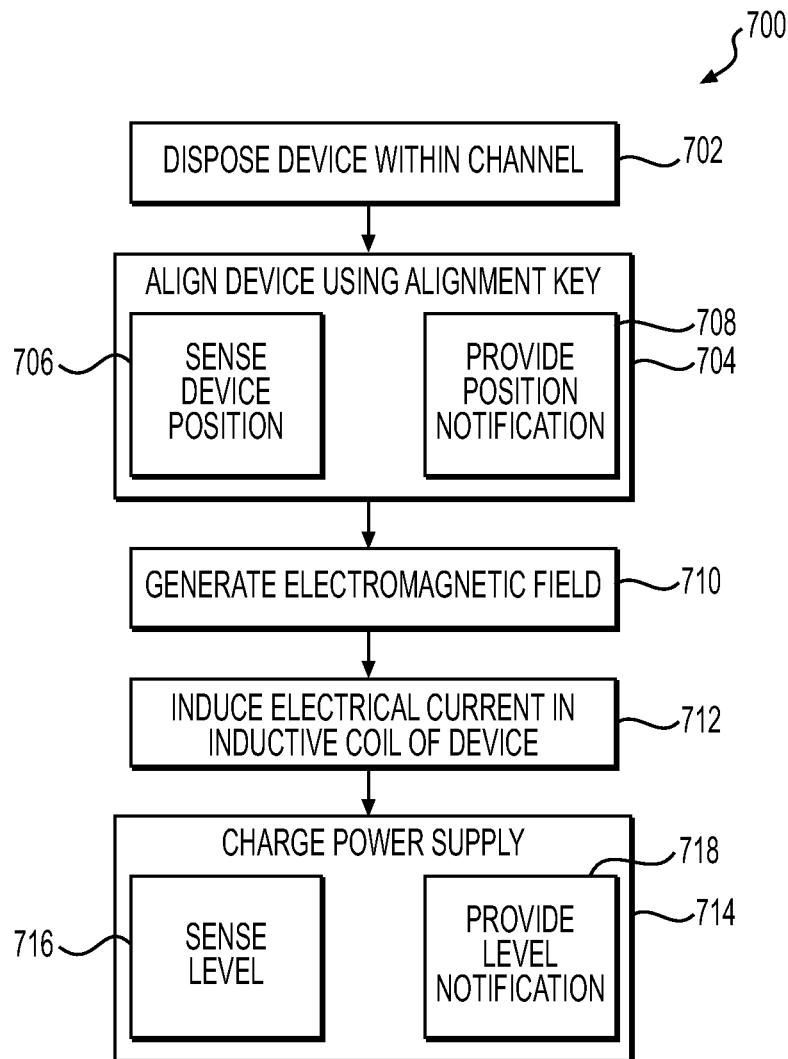 700
DISPOSE DEVICE WITHIN CHANNEL
702
ALIGN DEVICE USING ALIGNMENT KEY
704
706
SENSE
DEVICE
POSITION
708
PROVIDE
POSITION
NOTIFICATION
GENERATE ELECTROMAGNETIC FIELD
710
INDUCE ELECTRICAL CURRENT IN
INDUCTIVE COIL OF DEVICE
712
CHARGE POWER SUPPLY
714
716
SENSE
LEVEL
718
PROVIDE
LEVEL
NOTIFICATION